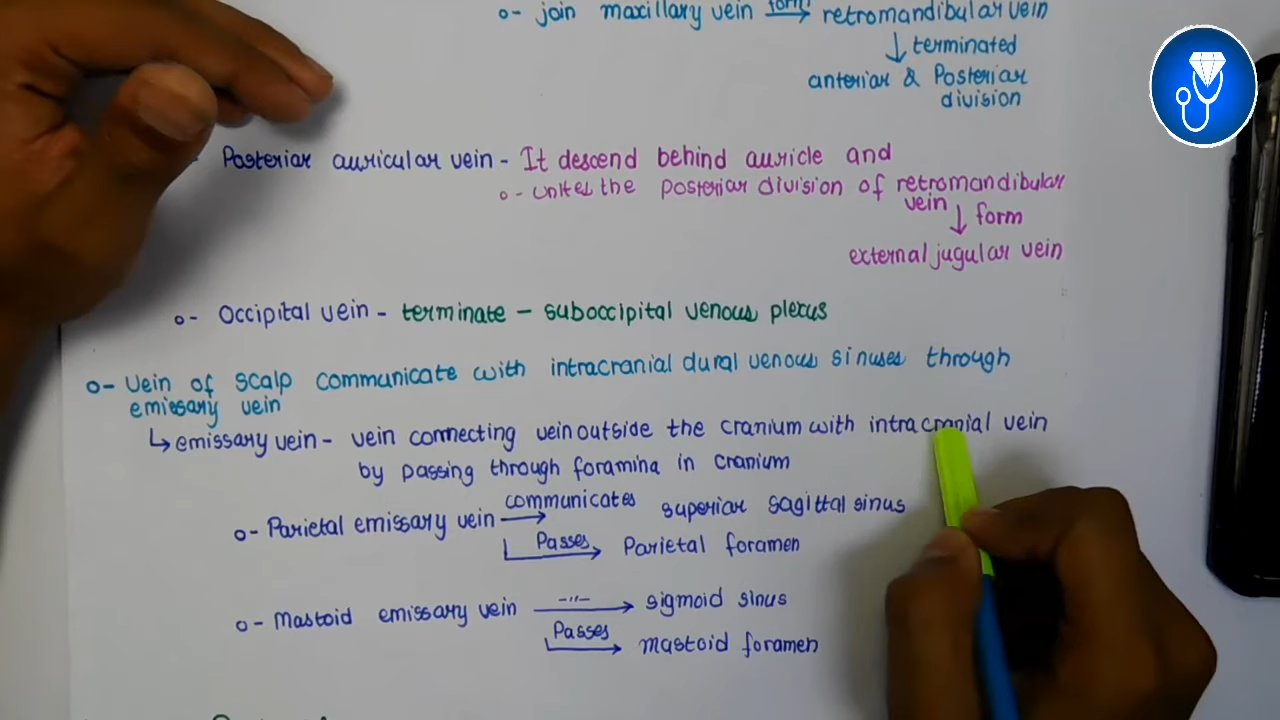 o- join maxillary vein form → retromandibular vein
↓ terminated
anterior & Posterior
division
Posterior auricular vein - It descend behind auricle and
o- unites the posterior division of retromandibular
vein ↓ form
external jugular vein
o- Occipital vein - terminate - suboccipital venous plexus
o- Vein of scalp communicate with intracranial dural venous sinuses through
emissary vein
↳ emissary vein - vein connecting vein outside the cranium with intracranial vein
by passing through foramina in cranium
o- Parietal emissary vein communicates → superior sagittal sinus
Passes → Parietal foramen
o- Mastoid emissary vein -"- → sigmoid sinus
Passes → mastoid foramen